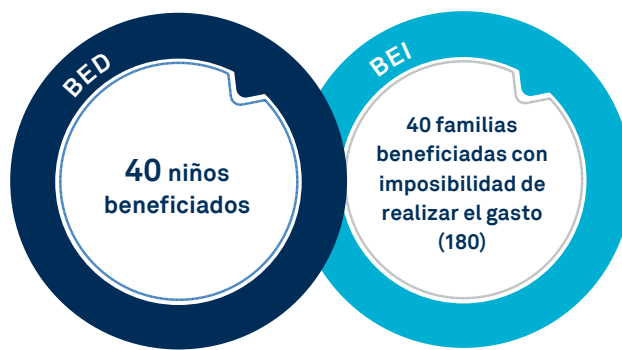 BED
40 niños
beneficiados
BEI
40 familias
beneficiadas con
imposibilidad de
realizar el gasto
(180)